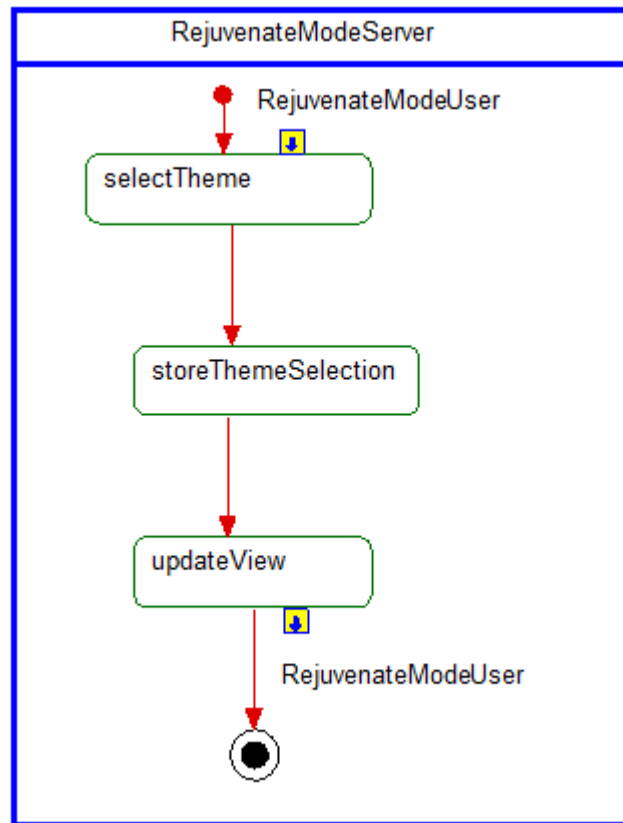 RejuvenateModeServer
RejuvenateModeUser
selectTheme
storeThemeSelection
updateView
RejuvenateModeUser